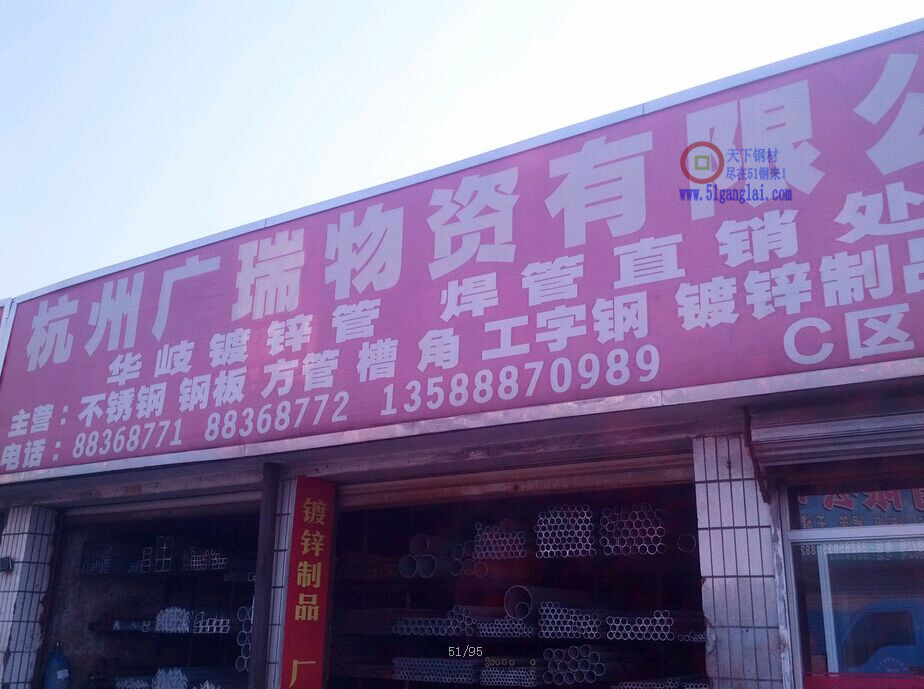 杭州广瑞物资有限公
华岐镀锌管 焊管直销处
主营:不锈钢 钢板 方管 槽 角 工字钢 镀锌制品
电话:88368771 88368772 13588870989
C区
天下钢材
尽在51钢来!
www.51ganglai.com
镀锌制品 厂
51/95